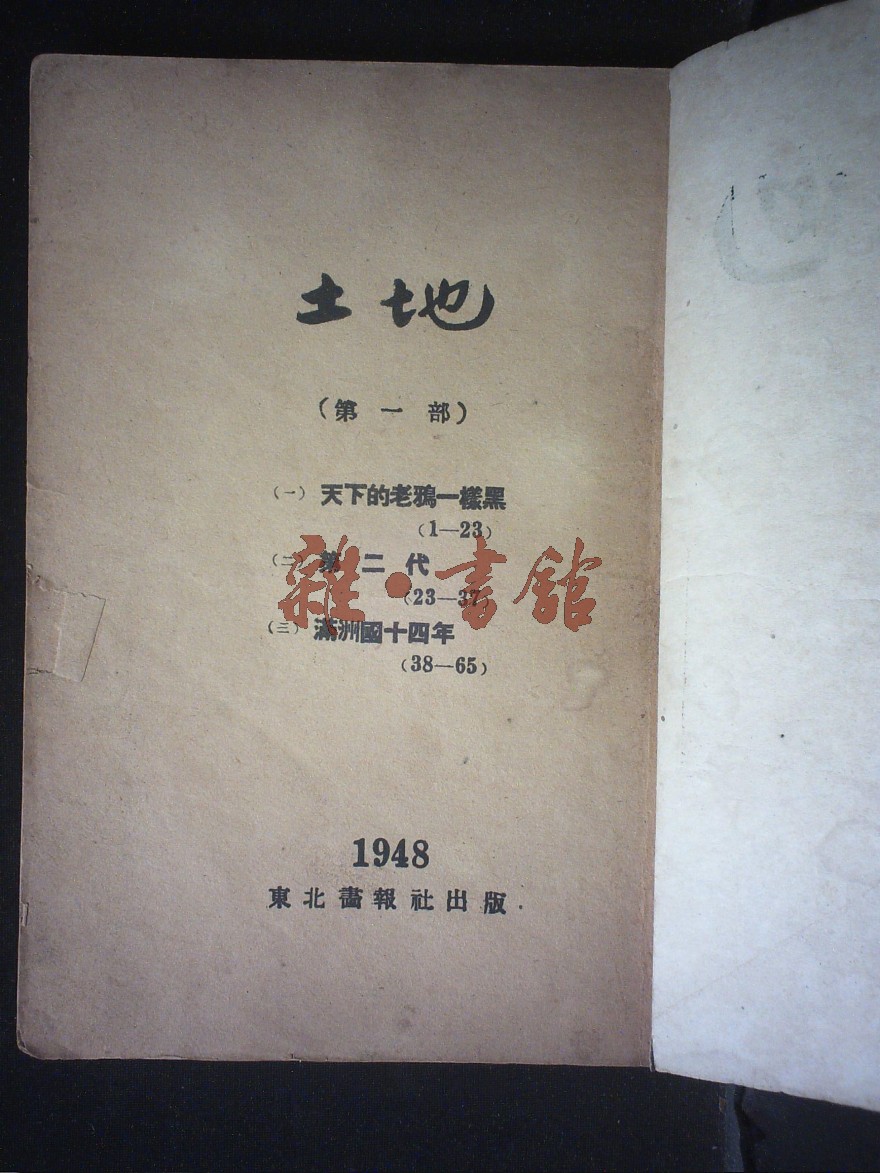 土地
(第一部)
(一) 天下的老鴉一樣黑
(1—23)
(二) 第二代
(23—37)
(三) 滿洲國十四年
(38—65)
雜·書館
1948
東北畫報社出版.